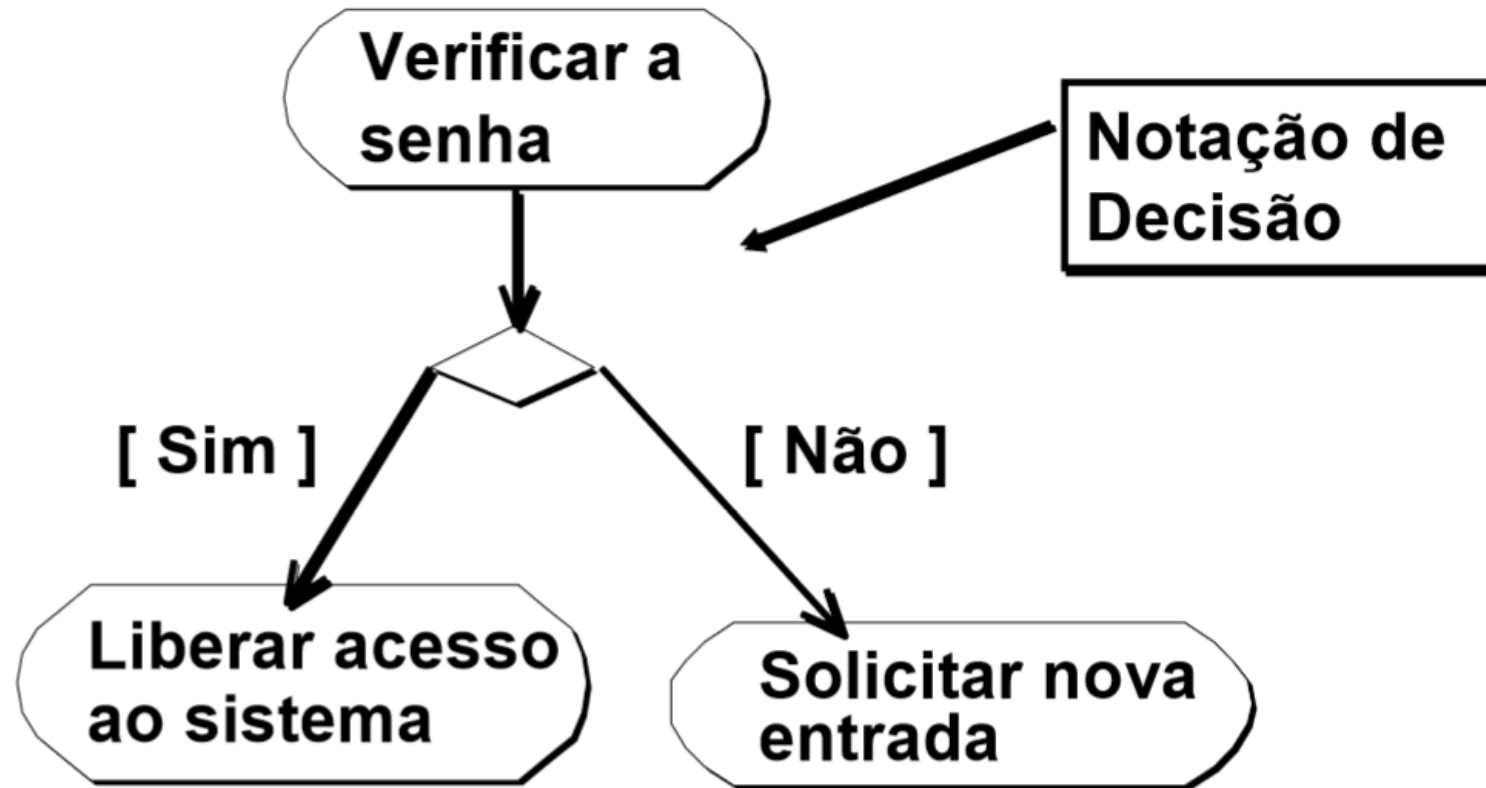 Verificar a
senha
Notação de
Decisão
[ Sim ]
[ Não ]
Liberar acesso
ao sistema
Solicitar nova
entrada